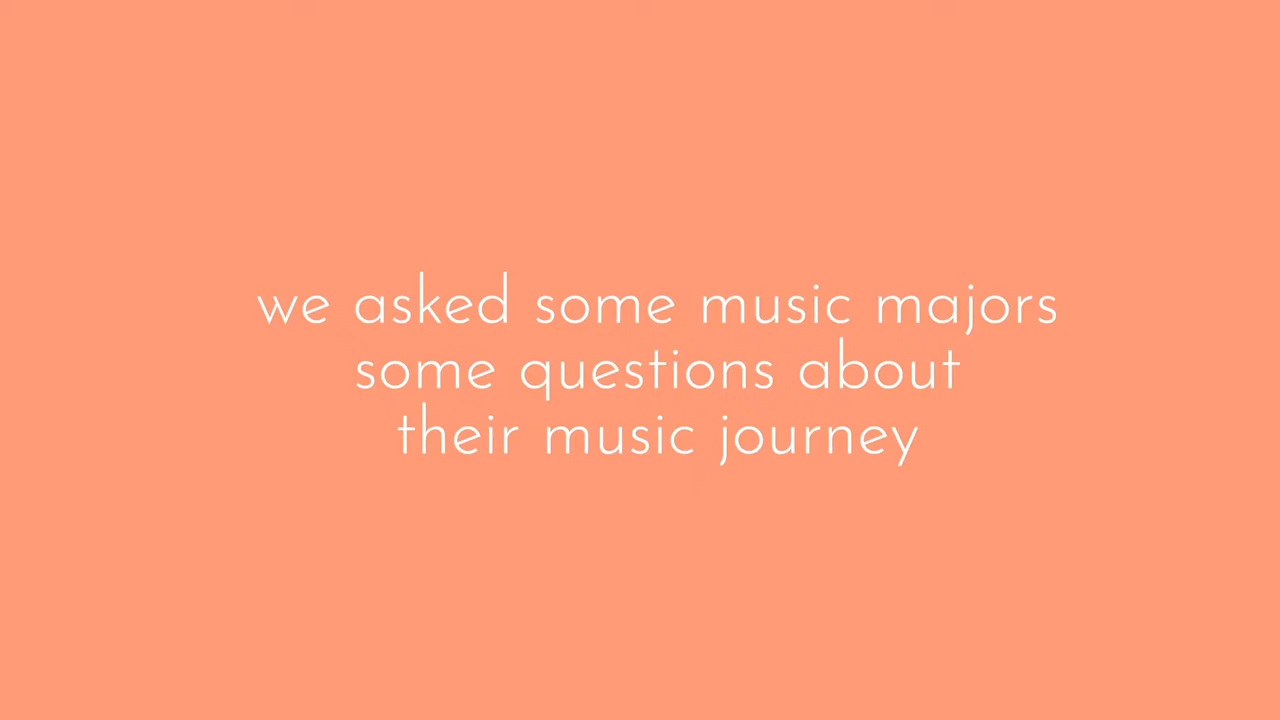 we asked some music majors
some questions about
their music journey